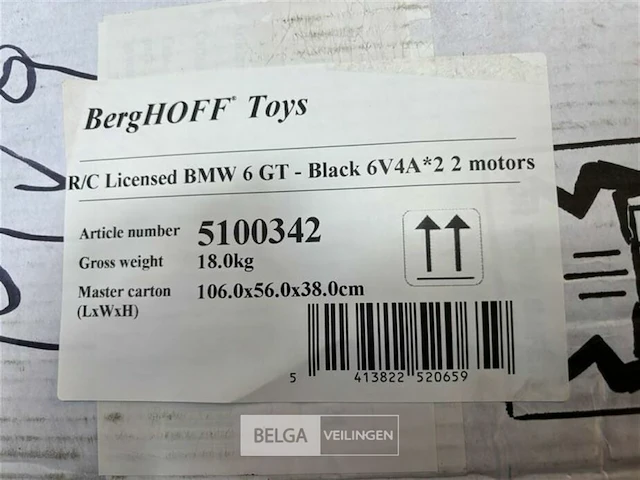 BergHOFF® Toys
R/C Licensed BMW 6 GT - Black 6V4A*2 2 motors
Article number 5100342
Gross weight 18.0kg
Master carton 106.0x56.0x38.0cm
(LxWxH)
5 413822 520659
BELGA VEILINGEN